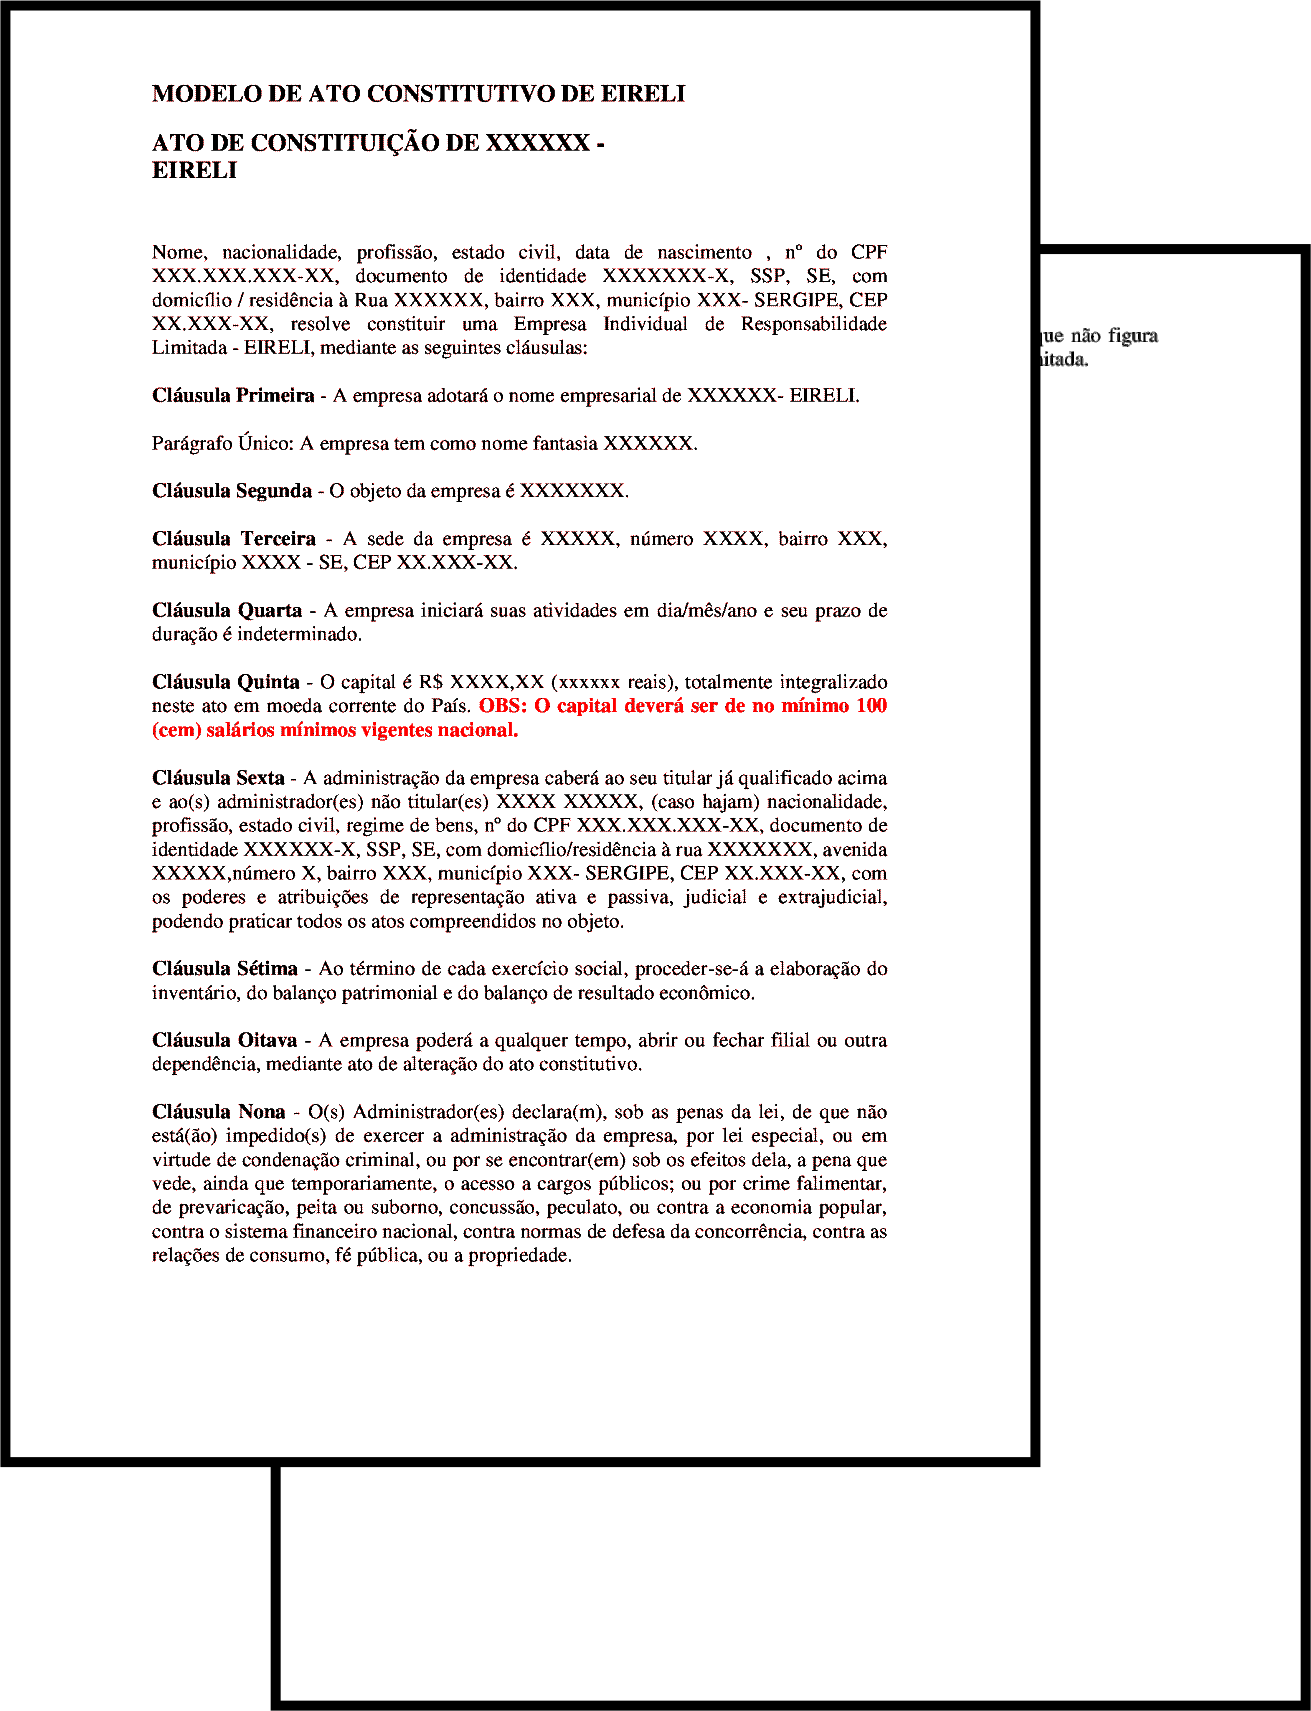 MODELO DE ATO CONSTITUTIVO DE EIRELI
ATO DE CONSTITUIÇÃO DE XXXXXX -
EIRELI
Nome, nacionalidade, profissão, estado civil, data de nascimento , nº do CPF
XXX.XXX.XXX-XX, documento de identidade XXXXXXX-X, SSP, SE, com
domicílio / residência à Rua XXXXXX, bairro XXX, município XXX- SERGIPE, CEP
XX.XXX-XX, resolve constituir uma Empresa Individual de Responsabilidade
Limitada - EIRELI, mediante as seguintes cláusulas:
Cláusula Primeira - A empresa adotará o nome empresarial de XXXXXX- EIRELI.
Parágrafo Único: A empresa tem como nome fantasia XXXXXX.
Cláusula Segunda - O objeto da empresa é XXXXXXX.
Cláusula Terceira - A sede da empresa é XXXXX, número XXXX, bairro XXX,
município XXXX - SE, CEP XX.XXX-XX.
Cláusula Quarta - A empresa iniciará suas atividades em dia/mês/ano e seu prazo de
duração é indeterminado.
Cláusula Quinta - O capital é R$ XXXX,XX (xxxxxx reais), totalmente integralizado
neste ato em moeda corrente do País. OBS: O capital deverá ser de no mínimo 100
(cem) salários mínimos vigentes nacional.
Cláusula Sexta - A administração da empresa caberá ao seu titular já qualificado acima
e ao(s) administrador(es) não titular(es) XXXX XXXXX, (caso hajam) nacionalidade,
profissão, estado civil, regime de bens, nº do CPF XXX.XXX.XXX-XX, documento de
identidade XXXXXX-X, SSP, SE, com domicílio/residência à rua XXXXXXX, avenida
XXXXX,número X, bairro XXX, município XXX- SERGIPE, CEP XX.XXX-XX, com
os poderes e atribuições de representação ativa e passiva, judicial e extrajudicial,
podendo praticar todos os atos compreendidos no objeto.
Cláusula Sétima - Ao término de cada exercício social, proceder-se-á a elaboração do
inventário, do balanço patrimonial e do balanço de resultado econômico.
Cláusula Oitava - A empresa poderá a qualquer tempo, abrir ou fechar filial ou outra
dependência, mediante ato de alteração do ato constitutivo.
Cláusula Nona - O(s) Administrador(es) declara(m), sob as penas da lei, de que não
está(ão) impedido(s) de exercer a administração da empresa, por lei especial, ou em
virtude de condenação criminal, ou por se encontrar(em) sob os efeitos dela, a pena que
vede, ainda que temporariamente, o acesso a cargos públicos; ou por crime falimentar,
de prevaricação, peita ou suborno, concussão, peculato, ou contra a economia popular,
contra o sistema financeiro nacional, contra normas de defesa da concorrência, contra as
relações de consumo, fé pública, ou a propriedade.
não figura